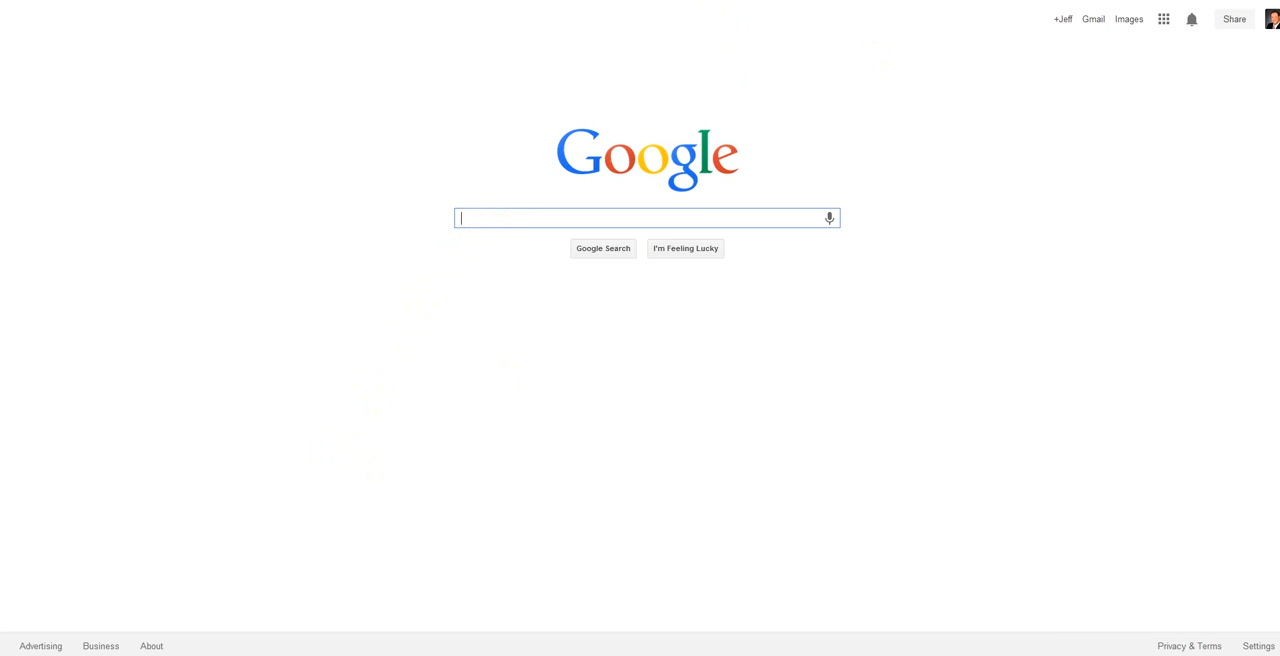 +Jeff Gmail Images Share
Google
Google Search I'm Feeling Lucky
Advertising Business About Privacy & Terms Settings